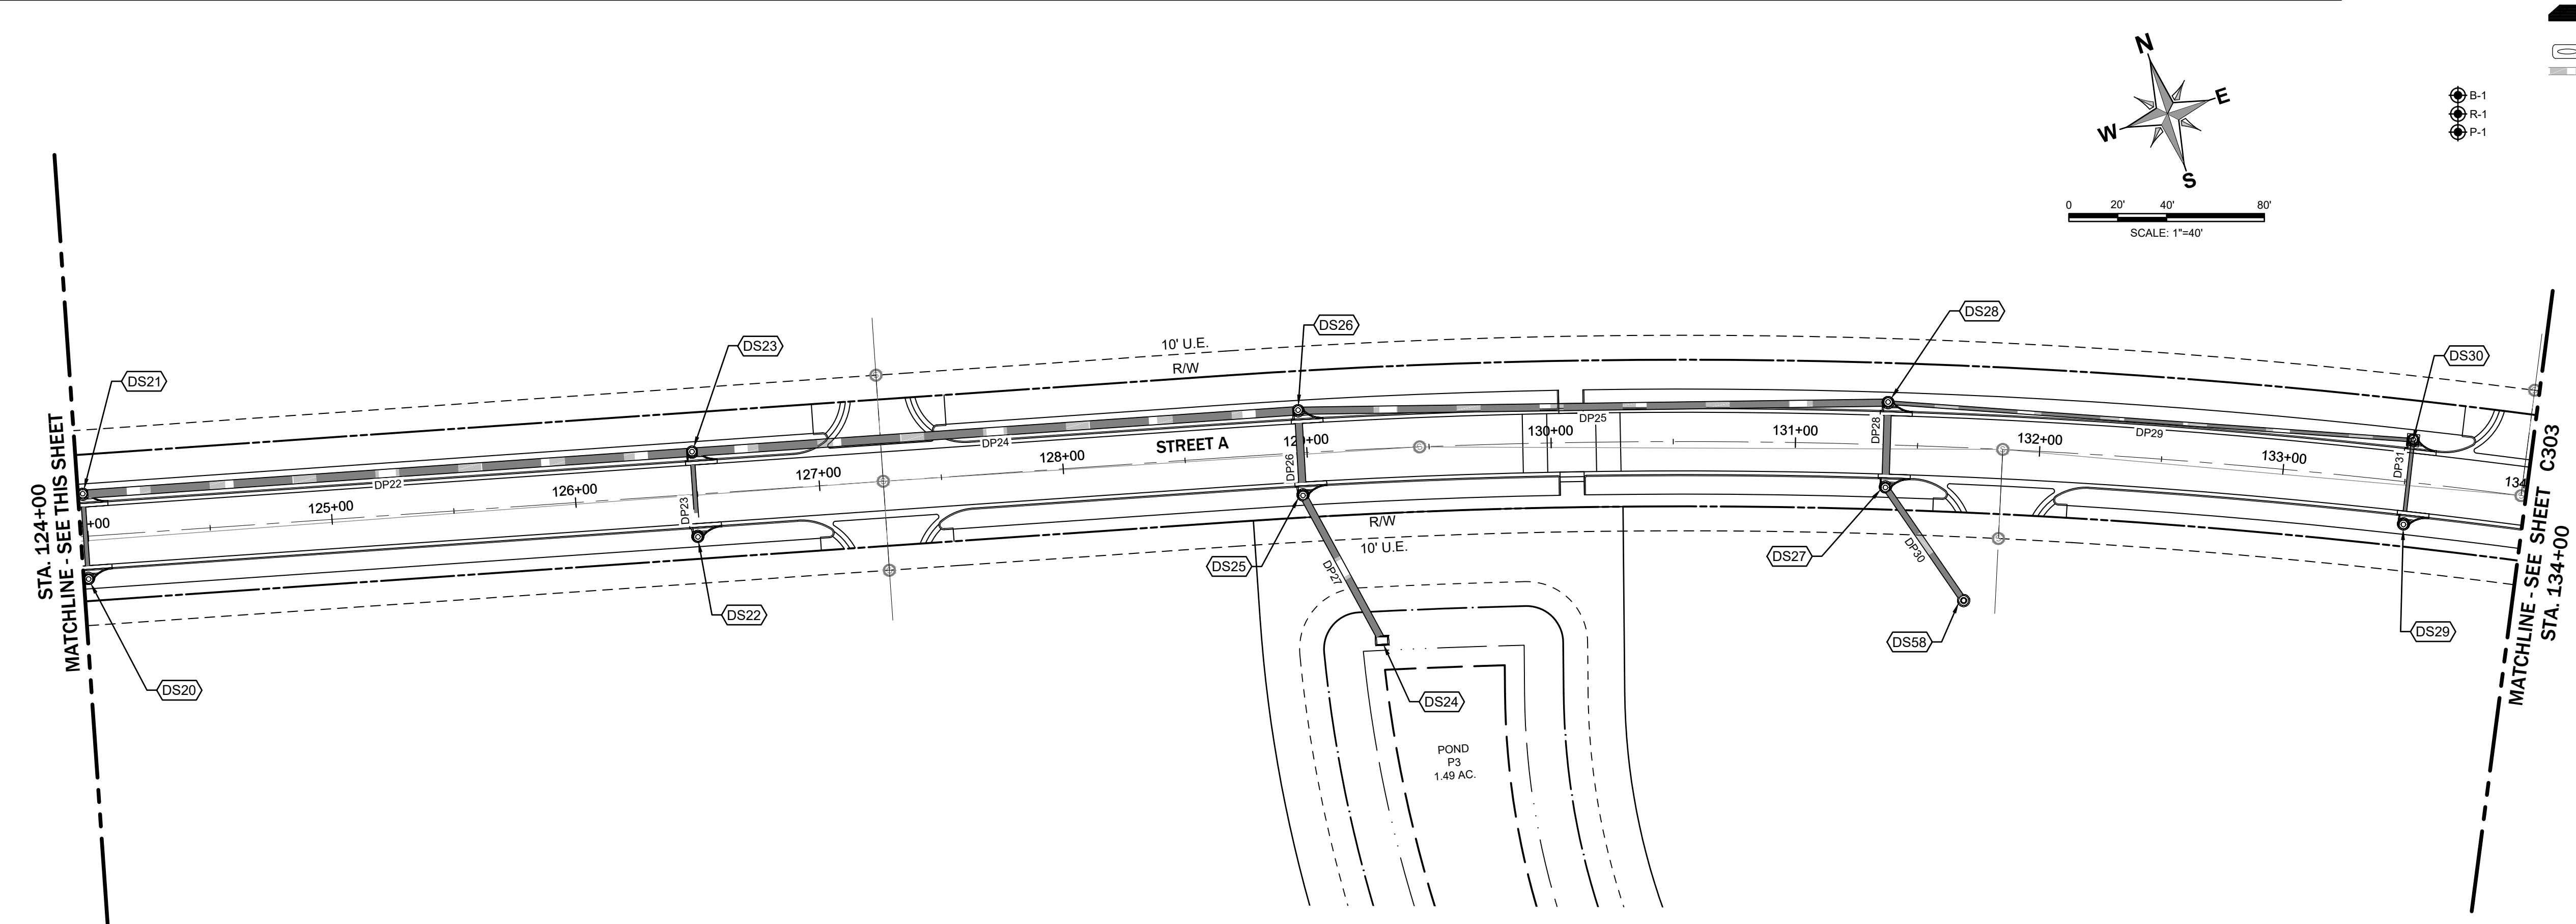 N
E
W
S
B-1
R-1
P-1
0 20' 40' 80'
SCALE: 1"=40'
STA. 124+00
MATCHLINE - SEE THIS SHEET
DS21
DS23
DS26
DS28
DS30
10' U.E.
R/W
DP22
DP24
DP25
DP29
STREET A
+00
125+00
126+00
127+00
128+00
129+00
130+00
131+00
132+00
133+00
134
DP23
DP26
DP28
DP31
R/W
10' U.E.
DP27
DP30
DS20
DS22
DS25
DS24
DS27
DS58
DS29
POND
P3
1.49 AC.
MATCHLINE - SEE SHEET C303
STA. 134+00